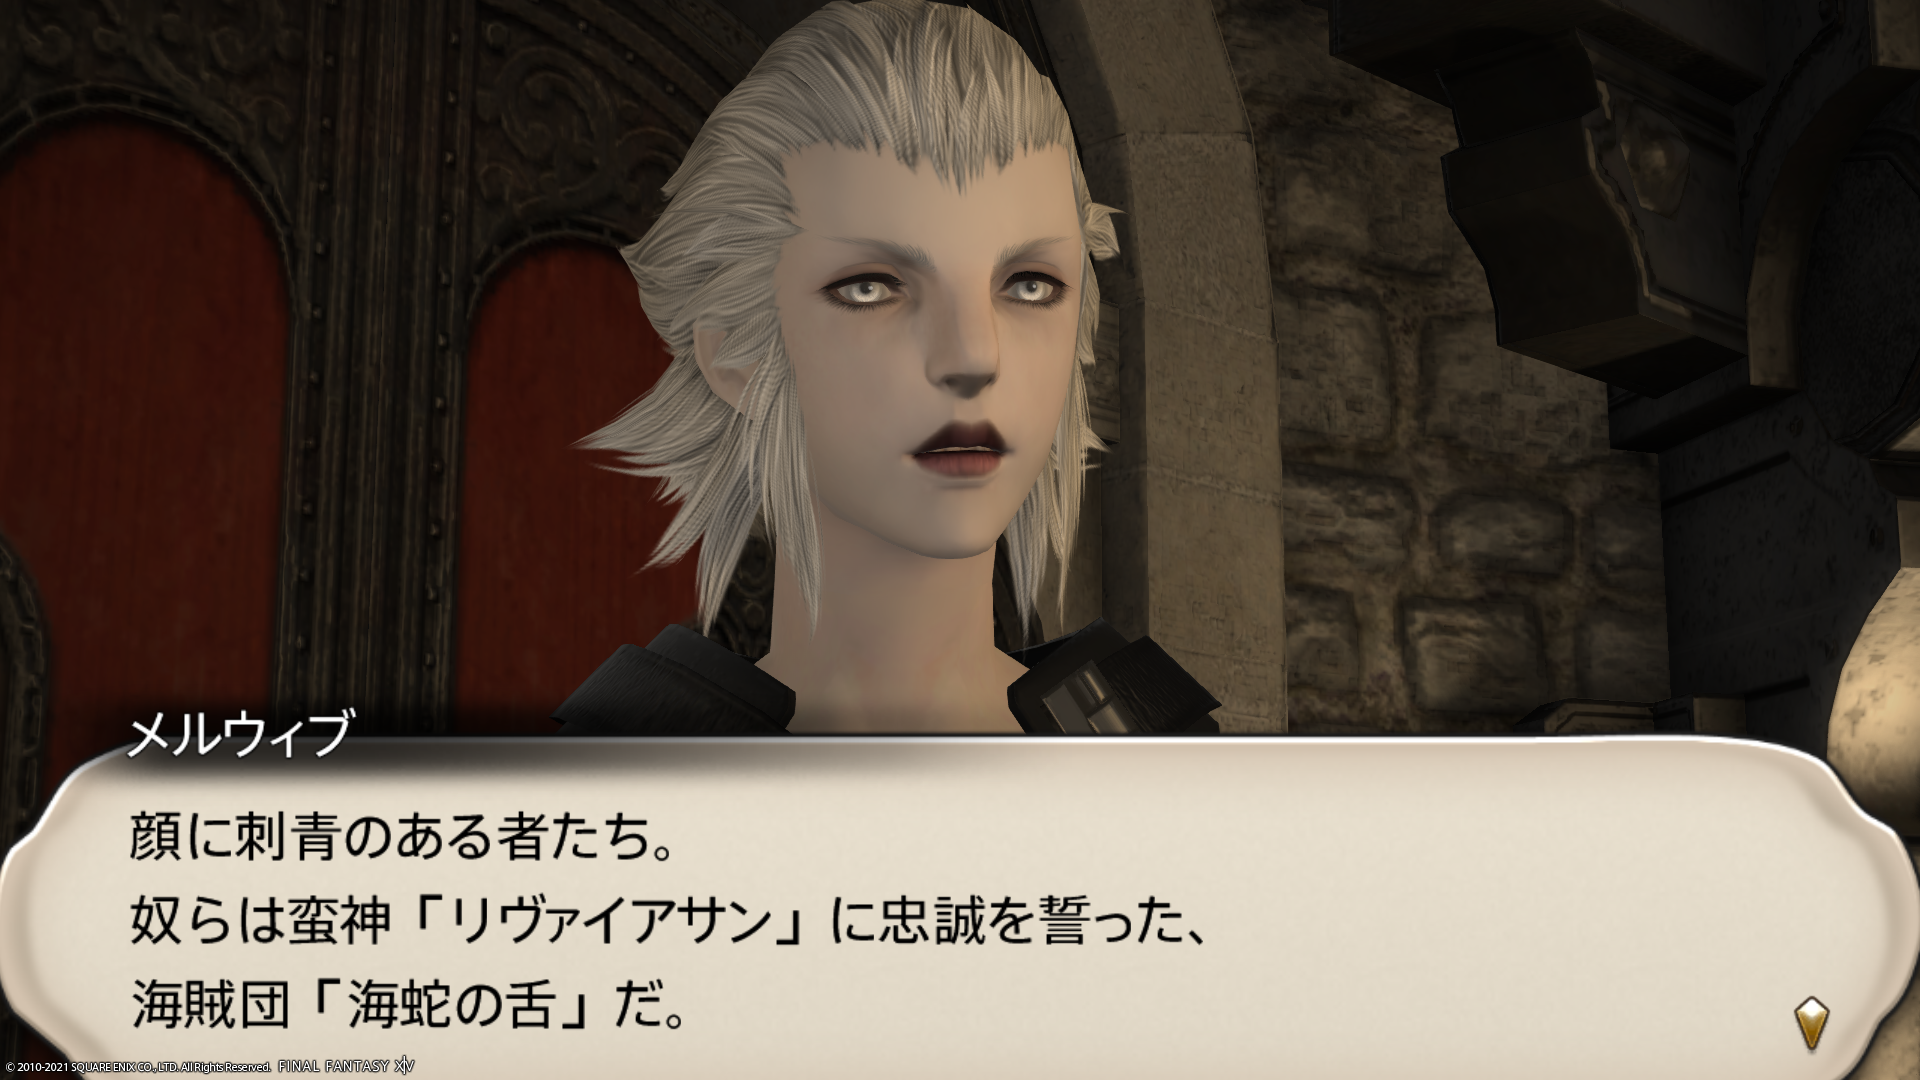 メルウィブ
顔に刺青のある者たち。
奴らは蛮神「リヴァイアサン」に忠誠を誓った、
海賊団「海蛇の舌」だ。
© 2010-2021 SQUARE ENIX CO., LTD. All Rights Reserved. FINAL FANTASY XIV